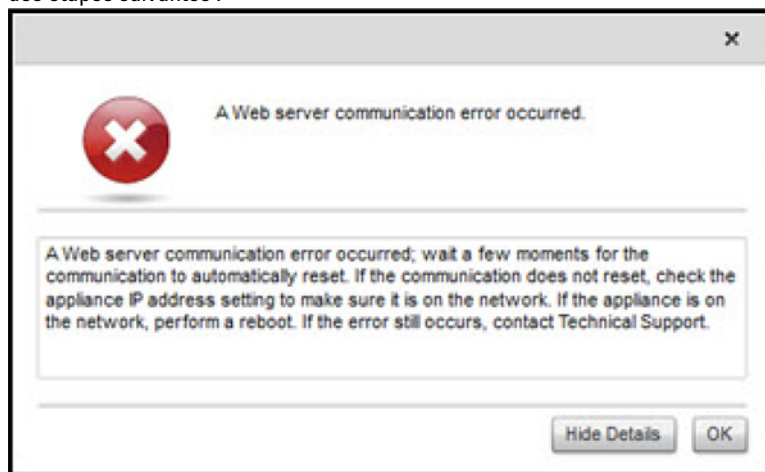 des étapes suivantes :
A Web server communication error occurred.
A Web server communication error occurred; wait a few moments for the
communication to automatically reset. If the communication does not reset, check the
appliance IP address setting to make sure it is on the network. If the appliance is on
the network, perform a reboot. If the error still occurs, contact Technical Support.
Hide Details OK